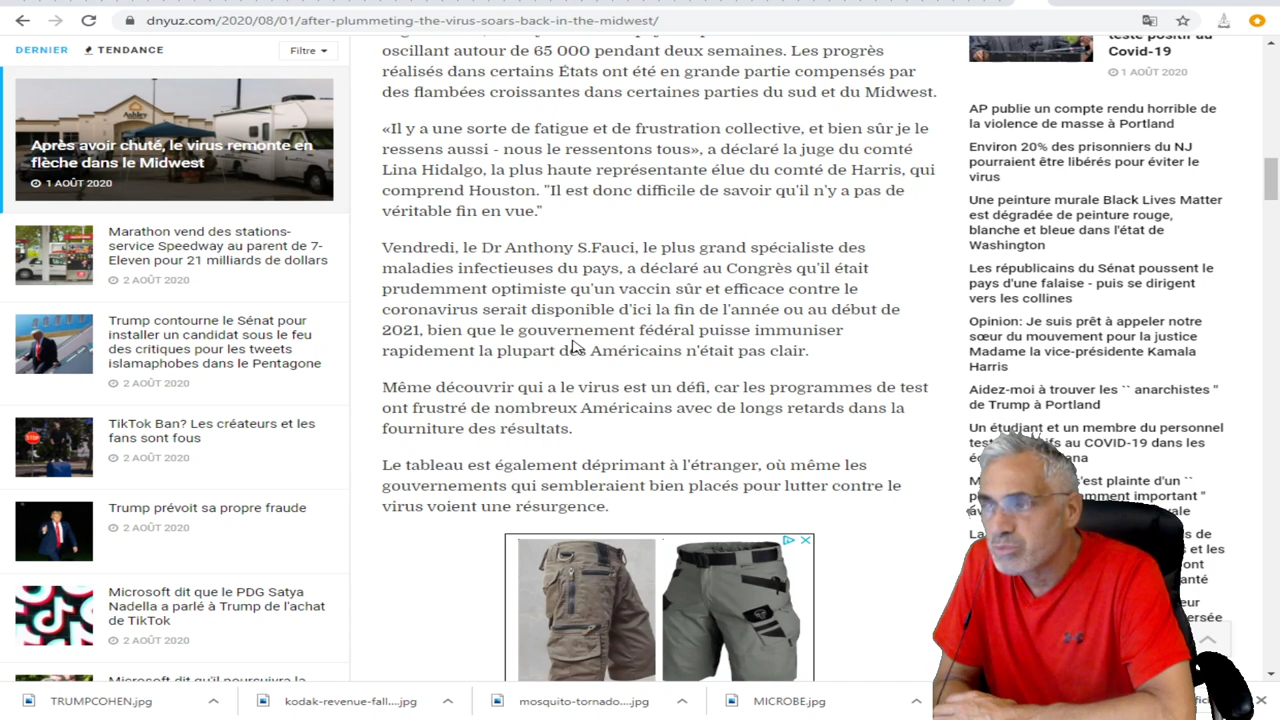 dnyuz.com/2020/08/01/after-plummeting-the-virus-soars-back-in-the-midwest/
DERNIER
TENDANCE
Filtre
Après avoir chuté, le virus remonte en
flèche dans le Midwest
1 AOÛT 2020
Marathon vend des stations-
service Speedway au parent de 7-
Eleven pour 21 milliards de dollars
2 AOÛT 2020
Trump contourne le Sénat pour
installer un candidat sous le feu
des critiques pour les tweets
islamaphobes dans le Pentagone
2 AOÛT 2020
TikTok Ban? Les créateurs et les
fans sont fous
2 AOÛT 2020
Trump prévoit sa propre fraude
2 AOÛT 2020
Microsoft dit que le PDG Satya
Nadella a parlé à Trump de l'achat
de TikTok
2 AOÛT 2020
Microsoft dit qu'il poursuivra la
oscillant autour de 65 000 pendant deux semaines. Les progrès
réalisés dans certains États ont été en grande partie compensés par
des flambées croissantes dans certaines parties du sud et du Midwest.
«Il y a une sorte de fatigue et de frustration collective, et bien sûr je le
ressens aussi - nous le ressentons tous», a déclaré la juge du comté
Lina Hidalgo, la plus haute représentante élue du comté de Harris, qui
comprend Houston. "Il est donc difficile de savoir qu'il n'y a pas de
véritable fin en vue."
Vendredi, le Dr Anthony S.Fauci, le plus grand spécialiste des
maladies infectieuses du pays, a déclaré au Congrès qu'il était
prudemment optimiste qu'un vaccin sûr et efficace contre le
coronavirus serait disponible d'ici la fin de l'année ou au début de
2021, bien que le gouvernement fédéral puisse immuniser
rapidement la plupart des Américains n'était pas clair.
Même découvrir qui a le virus est un défi, car les programmes de test
ont frustré de nombreux Américains avec de longs retards dans la
fourniture des résultats.
Le tableau est également déprimant à l'étranger, où même les
gouvernements qui sembleraient bien placés pour lutter contre le
virus voient une résurgence.
teste positif au
Covid-19
1 AOÛT 2020
AP publie un compte rendu horrible de
la violence de masse à Portland
Environ 20% des prisonniers du NJ
pourraient être libérés pour éviter le
virus
Une peinture murale Black Lives Matter
est dégradée de peinture rouge,
blanche et bleue dans l'état de
Washington
Les républicains du Sénat poussent le
pays d'une falaise - puis se dirigent
vers les collines
Opinion: Je suis prêt à appeler notre
sœur du mouvement pour la justice
Madame la vice-présidente Kamala
Harris
Aidez-moi à trouver les `` anarchistes ''
de Trump à Portland
Un étudiant et un membre du personnel
au COVID-19 dans les
s'est plainte d'un ``
important ''
de
et les
ont
TRUMPCOHEN.jpg
kodak-revenue-fall....jpg
mosquito-tornado....jpg
MICROBE.jpg